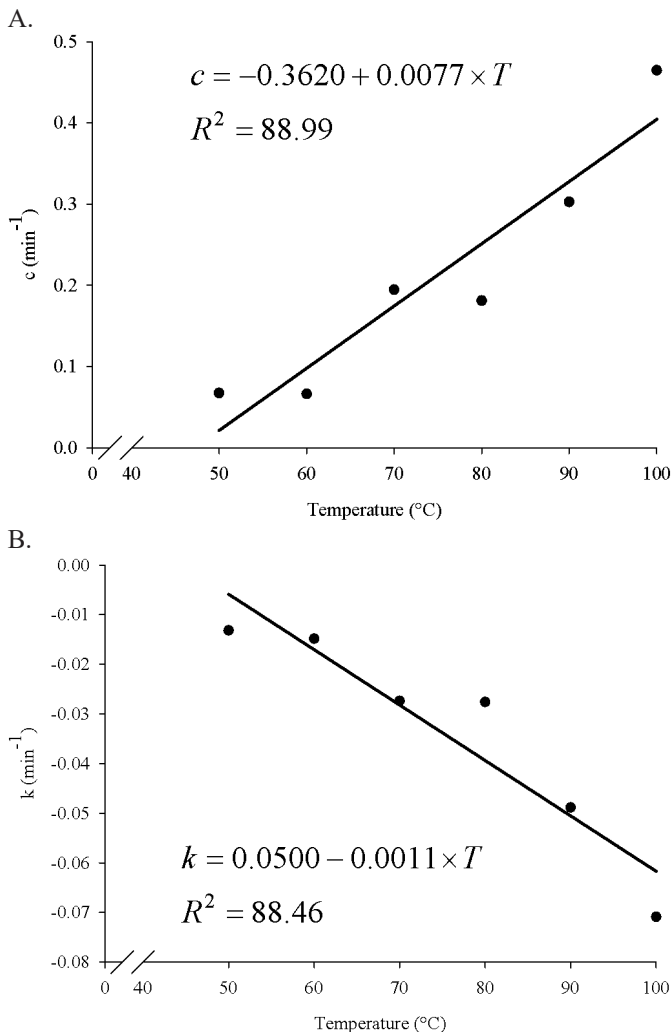 A.
0.5
c = −0.3620 + 0.0077 × T
R² = 88.99
0.4
0.3
c (min⁻¹)
0.2
0.1
0.0
0 40 50 60 70 80 90 100
Temperature (°C)
B.
0.00
-0.01
-0.02
-0.03
k (min⁻¹)
-0.04
-0.05
k = 0.0500 − 0.0011 × T
-0.06
R² = 88.46
-0.07
-0.08
0 40 50 60 70 80 90 100
Temperature (°C)